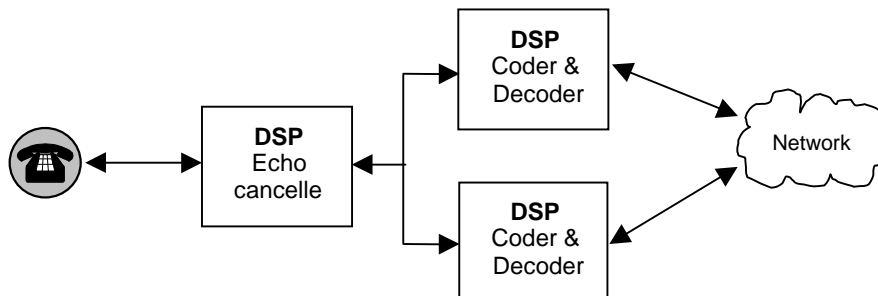 DSP
Coder &
Decoder
DSP
Echo
cancelle
Network
DSP
Coder &
Decoder